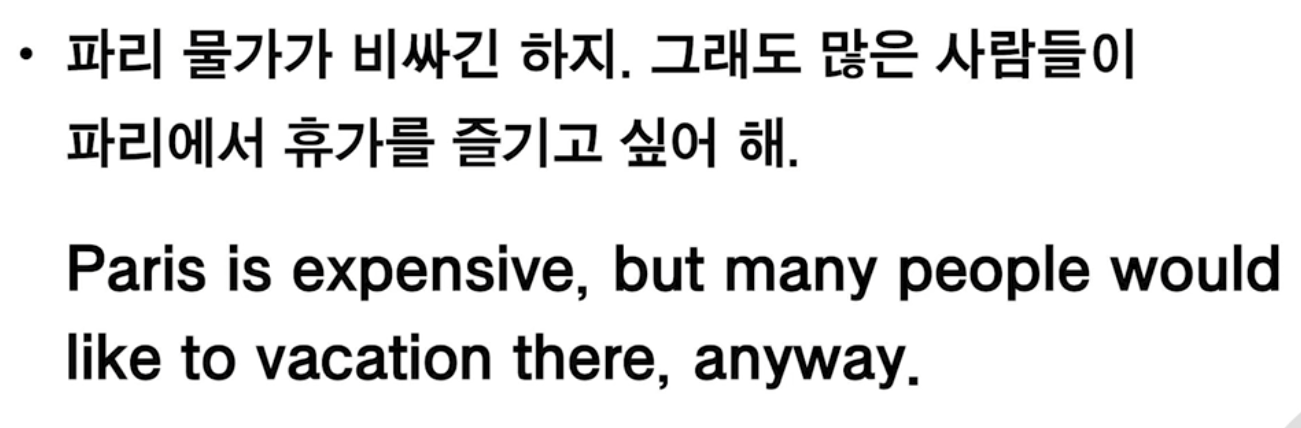 • 파리 물가가 비싸긴 하지. 그래도 많은 사람들이
파리에서 휴가를 즐기고 싶어 해.
Paris is expensive, but many people would
like to vacation there, anyway.